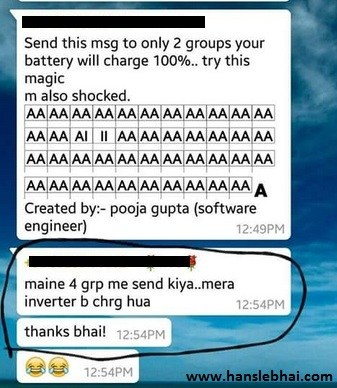 Send this msg to only 2 groups your
battery will charge 100%.. try this
magic
m also shocked.
AA AA AA AA AA AA AA AA AA AA AA
AA AA AI II AA AA AA AA AA AA AA
AA AA AA AA AA AA AA AA AA AA AA
AA AA AA AA AA AA AA AA AA AA A
Created by:- pooja gupta (software
engineer)
12:49PM
maine 4 grp me send kiya..mera
inverter b chrg hua
12:54PM
thanks bhai! 12:54PM
😂😂 12:54PM
www.hanslebhai.com